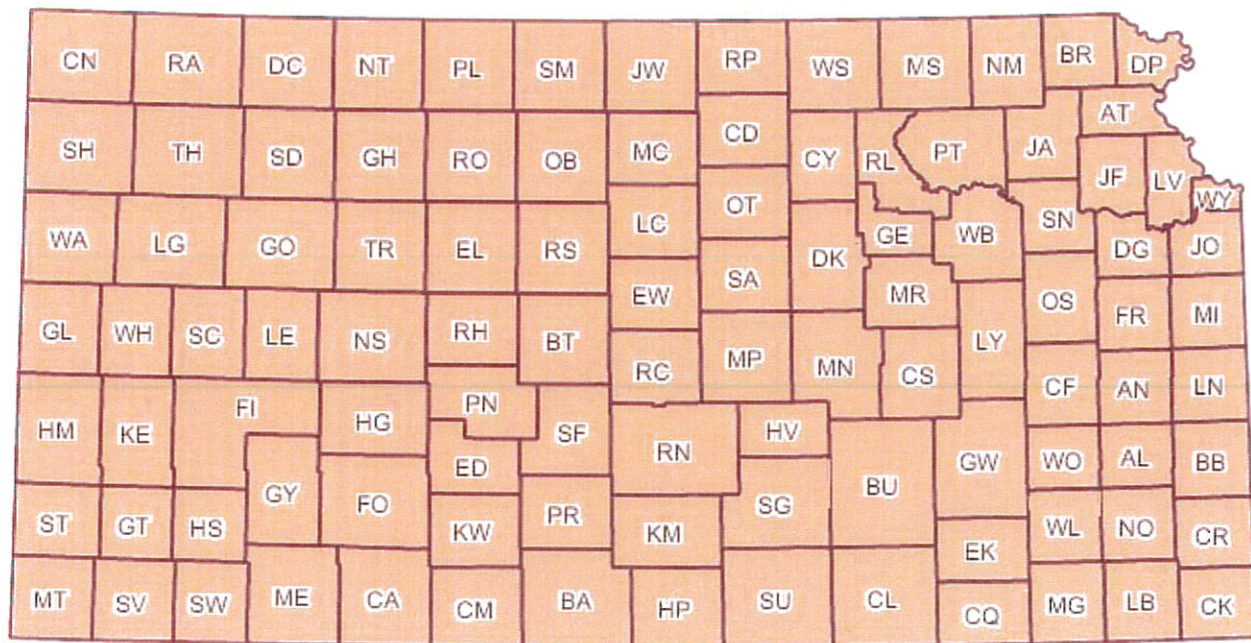 CN RA DC NT PL SM JW RP WS MS NM BR DP
SH TH SD GH RO OB MC CD CY RL PT JA AT
JF LV WY
WA LG GO TR EL RS LC OT DK GE WB SN DG JO
GL WH SC LE NS RH BT EW SA MR OS FR MI
RC MP MN CS LY CF AN LN
HM KE FI HG PN SF RN HV BU GW WO AL BB
GY ED
ST GT HS FO KW PR KM SG EK WL NO CR
MT SV SW ME CA CM BA HP SU CL CQ MG LB CK